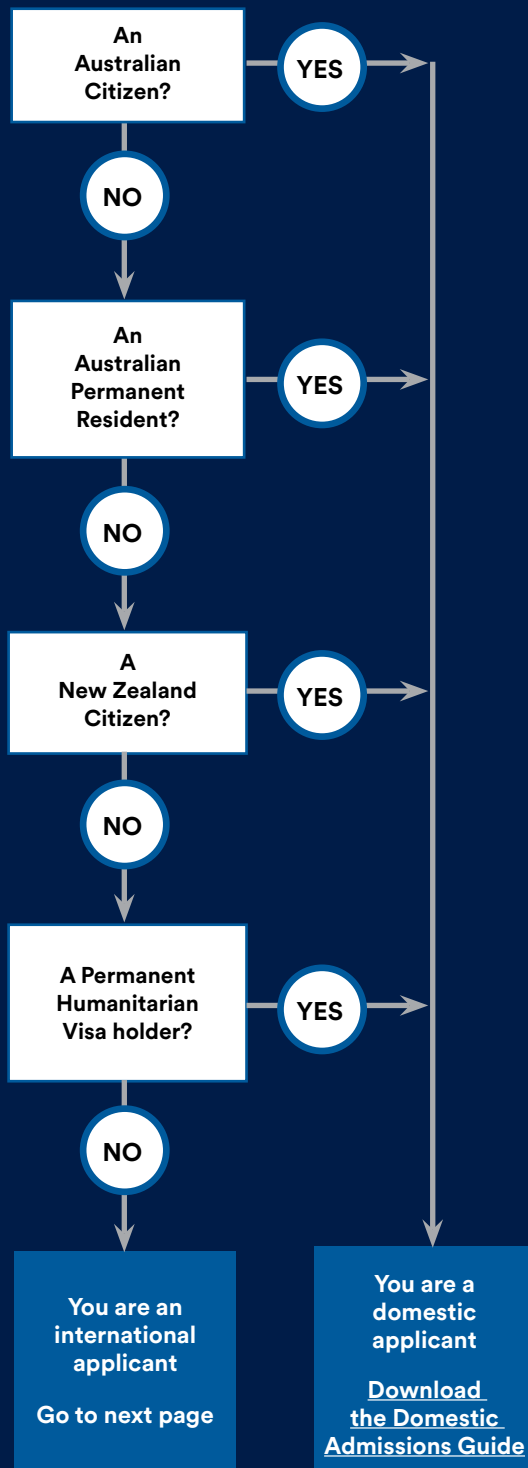 An
Australian
Citizen?
YES
NO
An
Australian
Permanent
Resident?
YES
NO
A
New Zealand
Citizen?
YES
NO
A Permanent
Humanitarian
Visa holder?
YES
NO
You are an
international
applicant
Go to next page
You are a
domestic
applicant
Download
the Domestic
Admissions Guide